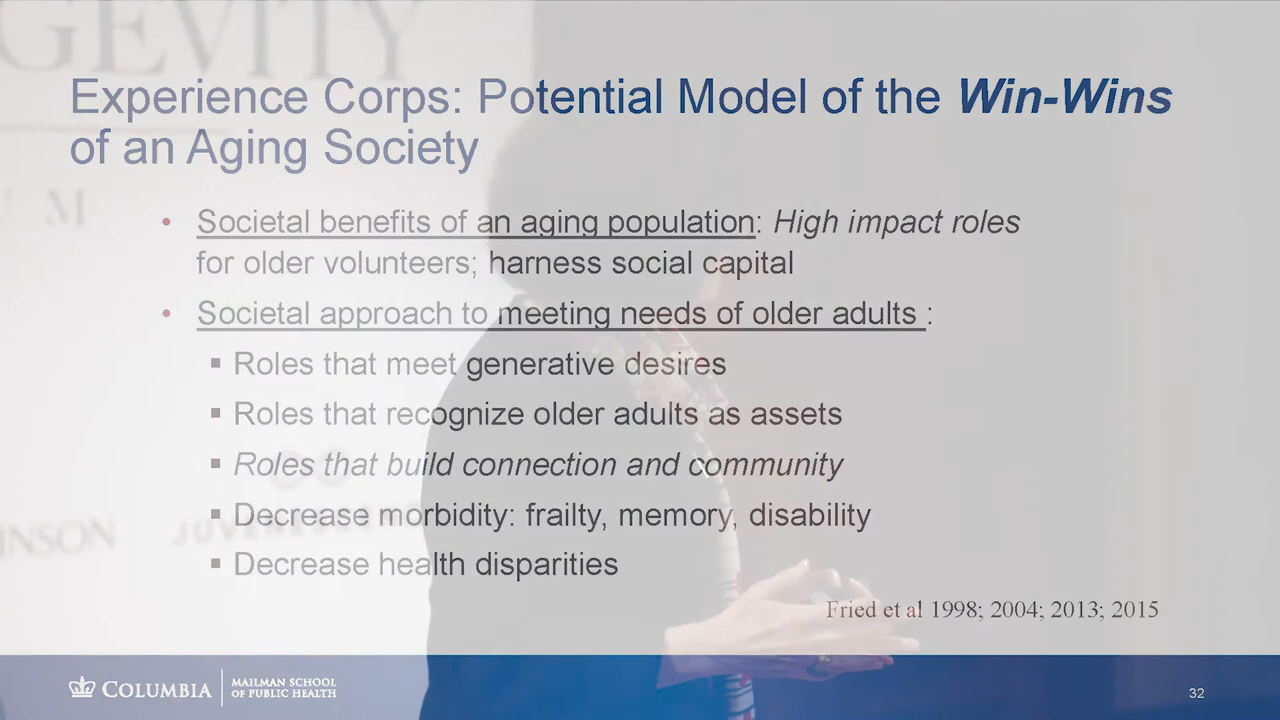 GEVITY
U M
Experience Corps: Potential Model of the Win-Wins
of an Aging Society
• Societal benefits of an aging population: High impact roles
for older volunteers; harness social capital
• Societal approach to meeting needs of older adults :
▪ Roles that meet generative desires
▪ Roles that recognize older adults as assets
▪ Roles that build connection and community
▪ Decrease morbidity: frailty, memory, disability
▪ Decrease health disparities
INSON
Fried et al 1998; 2004; 2013; 2015
COLUMBIA
MAILMAN SCHOOL
OF PUBLIC HEALTH
32